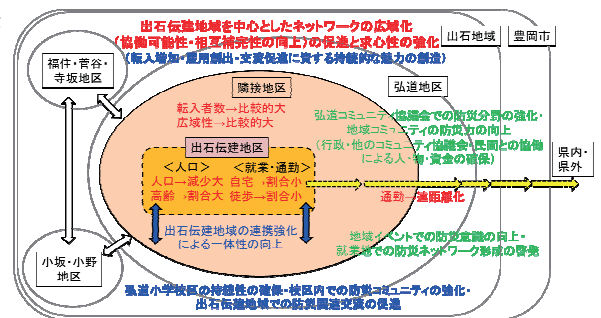 出石伝建地域を中心としたネットワークの広域化
(協働可能性・相互補完性の向上)の促進と求心性の強化
(転入増加・雇用創出・交流促進に資する持続的な魅力の創造)
出石地域
豊岡市
福住・菅谷・
寺坂地区
隣接地区
弘道地区
転入者数→比較的大
広域性→比較的大
弘道コミュニティ協議会での防災分野の強化・
地域コミュニティの防災力の向上
(行政・他のコミュニティ協議会・民間との協働
による人・物・資金の確保)
出石伝建地区
<人口>
<就業・通勤>
人口→減少大
自宅→割合小
高齢→割合大
徒歩→割合小
県内・
県外
通勤→遠距離化
出石伝建地域の連携強化
による一体性の向上
地域イベントでの防災意識の向上・
就業地での防災ネットワーク形成の啓発
小坂・小野
地区
弘道小学校区の持続性の確保・校区内での防災コミュニティの強化・
出石伝建地域での防災関連交流の促進